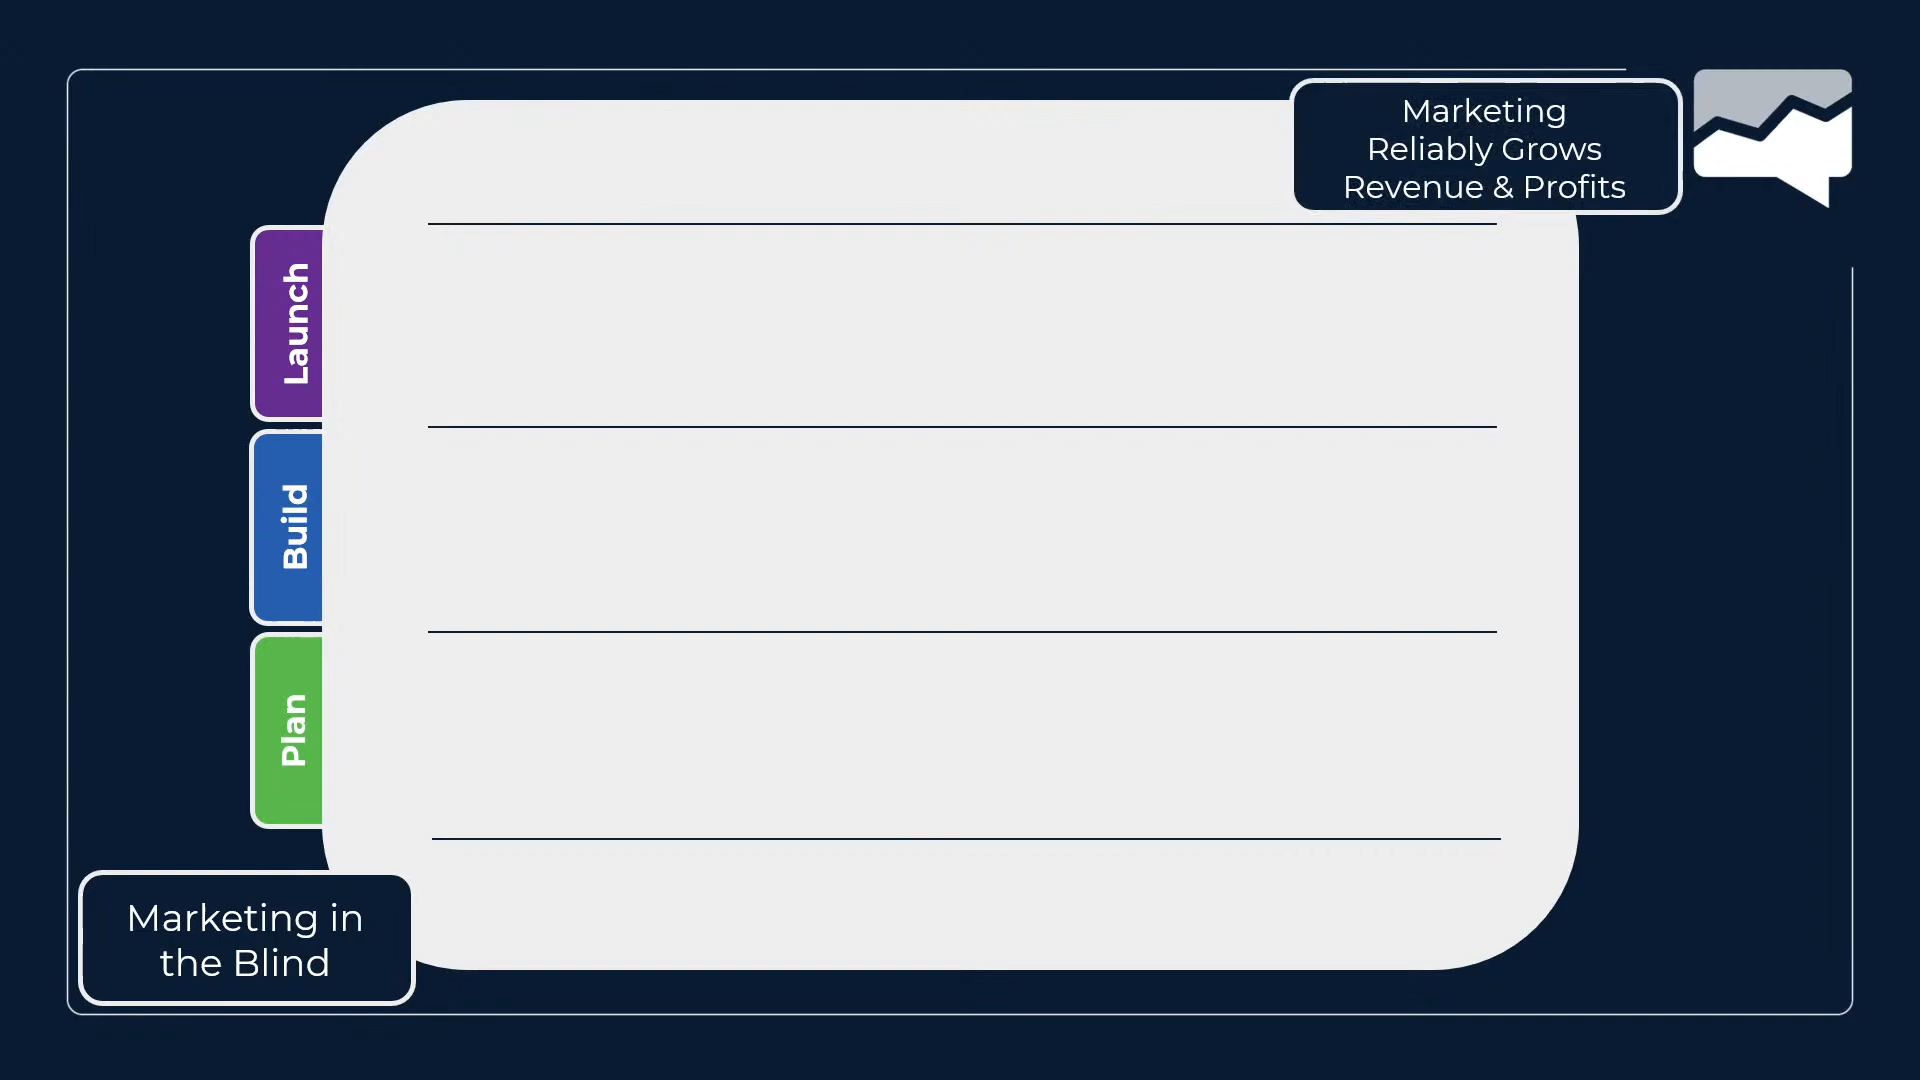 Marketing
Reliably Grows
Revenue & Profits
Launch
Build
Plan
Marketing in
the Blind